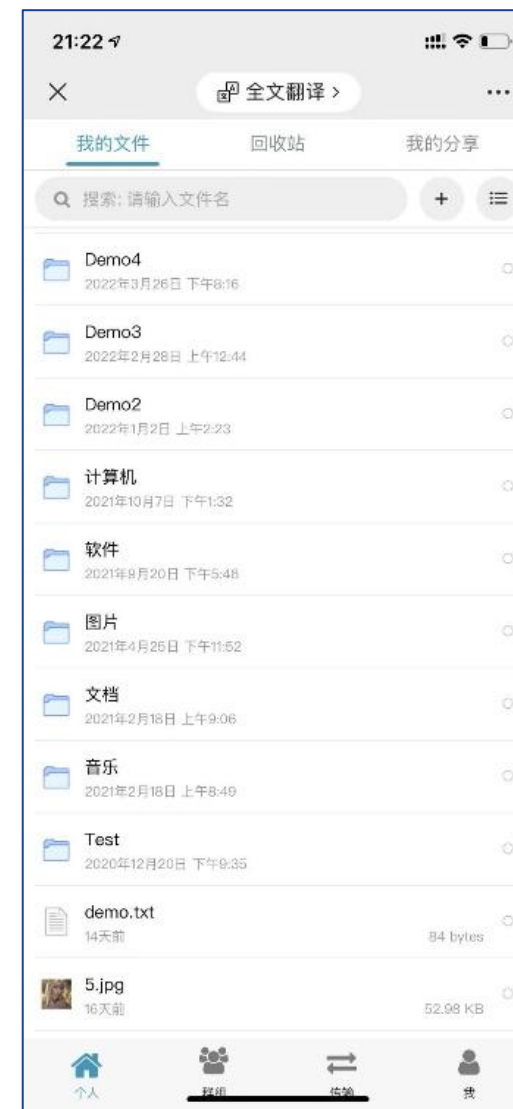 21:22
全文翻译 >
我的文件 回收站 我的分享
搜索: 请输入文件名
Demo4
2022年3月26日 下午8:16
Demo3
2022年2月28日 上午12:44
Demo2
2022年1月2日 上午2:23
计算机
2021年10月7日 下午1:32
软件
2021年9月20日 下午5:46
图片
2021年4月25日 下午11:52
文档
2021年2月18日 上午9:06
音乐
2021年2月18日 上午8:49
Test
2020年12月20日 下午9:35
demo.txt
14天前 84 bytes
5.jpg
16天前 52.98 KB
个人 群组 传输 我